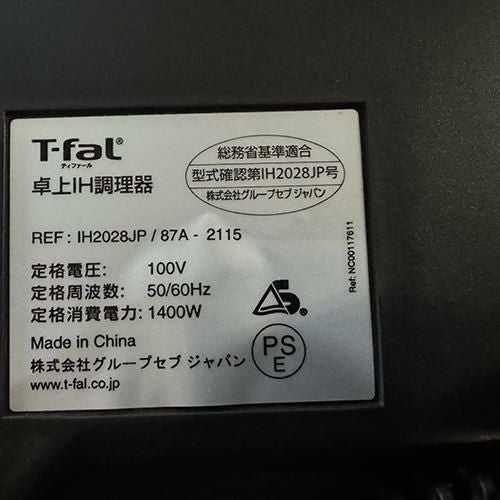 T-fal®
ティファール
卓上IH調理器
総務省基準適合
型式確認第IH2028JP号
株式会社グループセブ ジャパン
REF : IH2028JP / 87A - 2115
定格電圧: 100V
定格周波数: 50/60Hz
定格消費電力: 1400W
Made in China
株式会社グループセブ ジャパン
www.t-fal.co.jp
S
PS
E
Ref: NC00117611